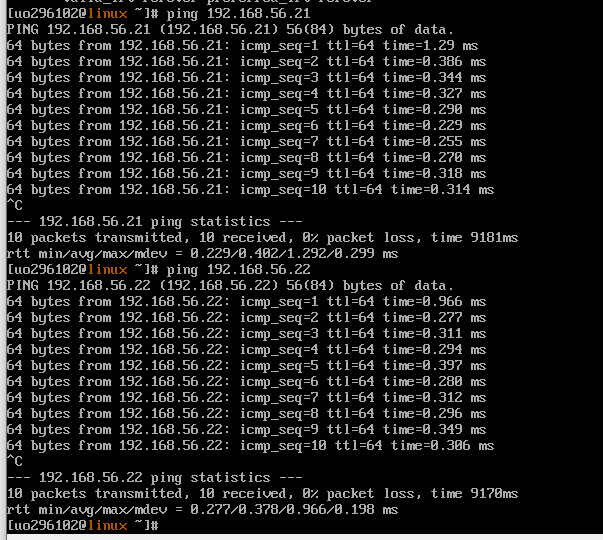 [uo296102@linux ~]# ping 192.168.56.21
PING 192.168.56.21 (192.168.56.21) 56(84) bytes of data.
64 bytes from 192.168.56.21: icmp_seq=1 ttl=64 time=1.29 ms
64 bytes from 192.168.56.21: icmp_seq=2 ttl=64 time=0.386 ms
64 bytes from 192.168.56.21: icmp_seq=3 ttl=64 time=0.344 ms
64 bytes from 192.168.56.21: icmp_seq=4 ttl=64 time=0.327 ms
64 bytes from 192.168.56.21: icmp_seq=5 ttl=64 time=0.290 ms
64 bytes from 192.168.56.21: icmp_seq=6 ttl=64 time=0.229 ms
64 bytes from 192.168.56.21: icmp_seq=7 ttl=64 time=0.255 ms
64 bytes from 192.168.56.21: icmp_seq=8 ttl=64 time=0.270 ms
64 bytes from 192.168.56.21: icmp_seq=9 ttl=64 time=0.318 ms
64 bytes from 192.168.56.21: icmp_seq=10 ttl=64 time=0.314 ms
^C
--- 192.168.56.21 ping statistics ---
10 packets transmitted, 10 received, 0% packet loss, time 9181ms
rtt min/avg/max/mdev = 0.229/0.402/1.292/0.299 ms
[uo296102@linux ~]# ping 192.168.56.22
PING 192.168.56.22 (192.168.56.22) 56(84) bytes of data.
64 bytes from 192.168.56.22: icmp_seq=1 ttl=64 time=0.966 ms
64 bytes from 192.168.56.22: icmp_seq=2 ttl=64 time=0.277 ms
64 bytes from 192.168.56.22: icmp_seq=3 ttl=64 time=0.311 ms
64 bytes from 192.168.56.22: icmp_seq=4 ttl=64 time=0.294 ms
64 bytes from 192.168.56.22: icmp_seq=5 ttl=64 time=0.397 ms
64 bytes from 192.168.56.22: icmp_seq=6 ttl=64 time=0.280 ms
64 bytes from 192.168.56.22: icmp_seq=7 ttl=64 time=0.312 ms
64 bytes from 192.168.56.22: icmp_seq=8 ttl=64 time=0.296 ms
64 bytes from 192.168.56.22: icmp_seq=9 ttl=64 time=0.349 ms
64 bytes from 192.168.56.22: icmp_seq=10 ttl=64 time=0.306 ms
^C
--- 192.168.56.22 ping statistics ---
10 packets transmitted, 10 received, 0% packet loss, time 9170ms
rtt min/avg/max/mdev = 0.277/0.378/0.966/0.198 ms
[uo296102@linux ~]#